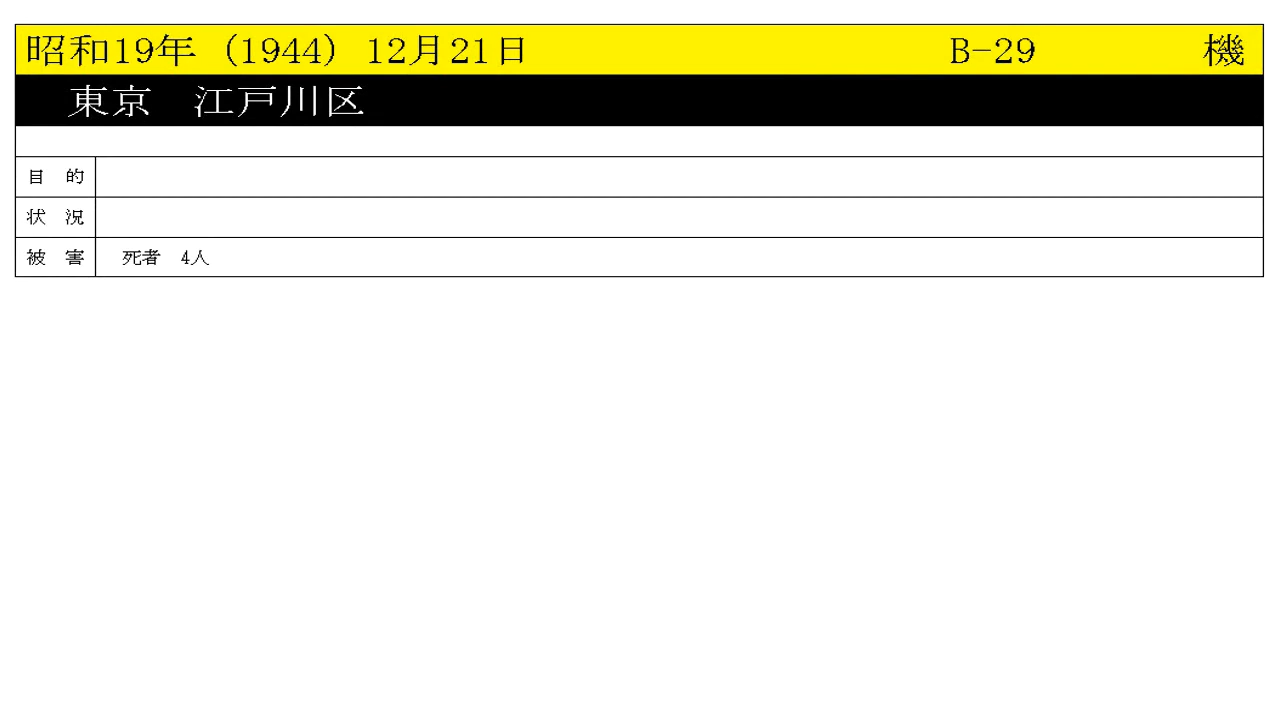 昭和19年（1944）12月21日　B-29　機
東京　江戸川区
目　的
状　況
被　害　死者　4人